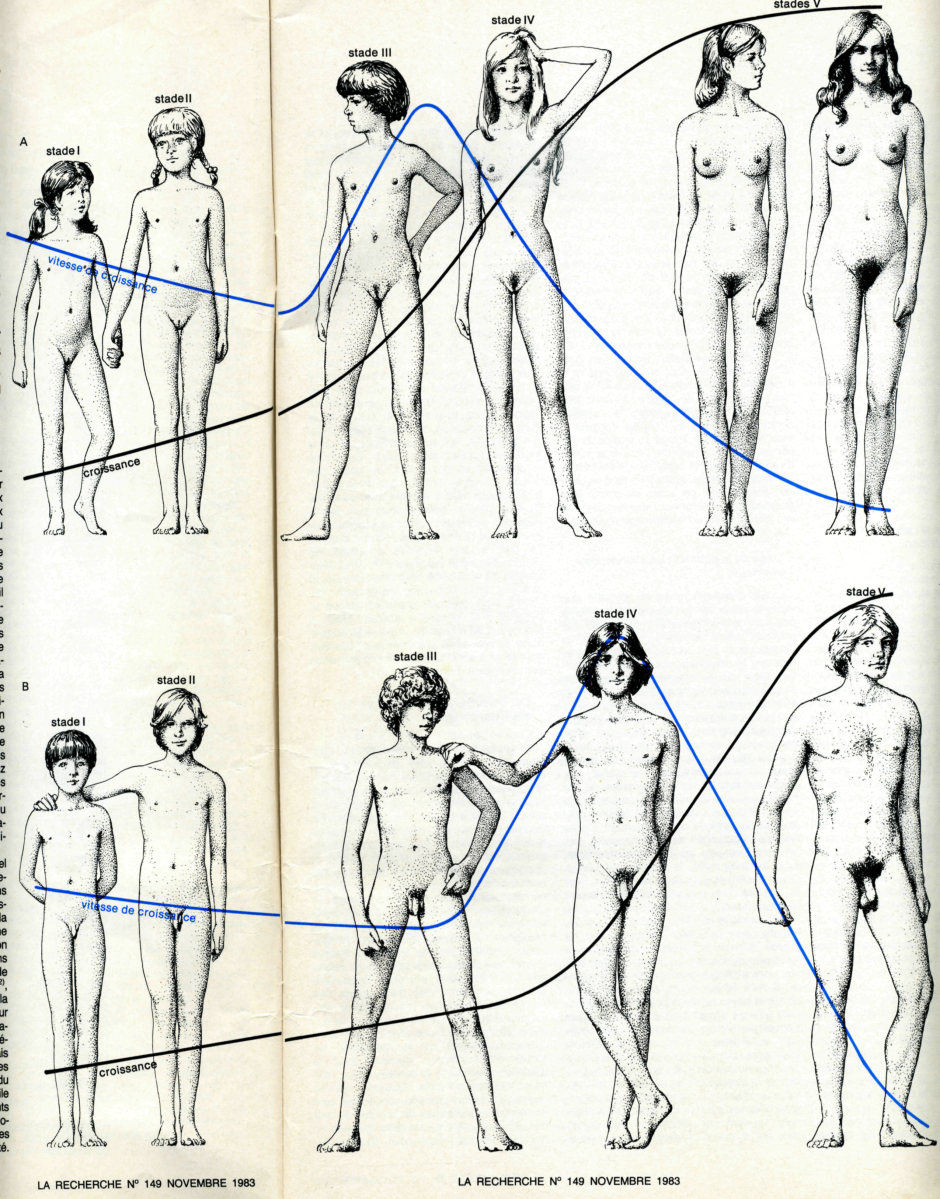 stades V
stade IV
stade III
stade II
A
stade I
vitesse de croissance
croissance
stade V
stade IV
stade III
stade II
B
stade I
vitesse de croissance
croissance
LA RECHERCHE Nº 149 NOVEMBRE 1983
LA RECHERCHE Nº 149 NOVEMBRE 1983